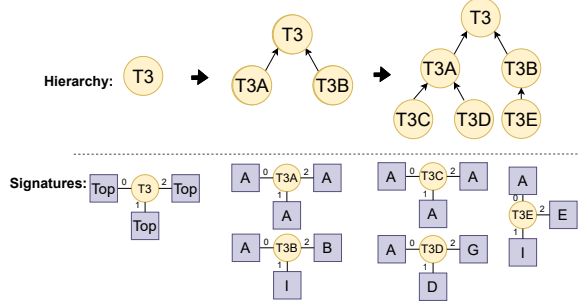 Hierarchy:
T3
T3
T3A
T3B
T3
T3A
T3B
T3C
T3D
T3E
Signatures:
Top 0 T3 2 Top
1
Top
A 0 T3A 2 A
1
A
A 0 T3B 2 B
1
I
A 0 T3C 2 A
1
A
A 0 T3D 2 G
1
D
A
0
T3E 2 E
1
I